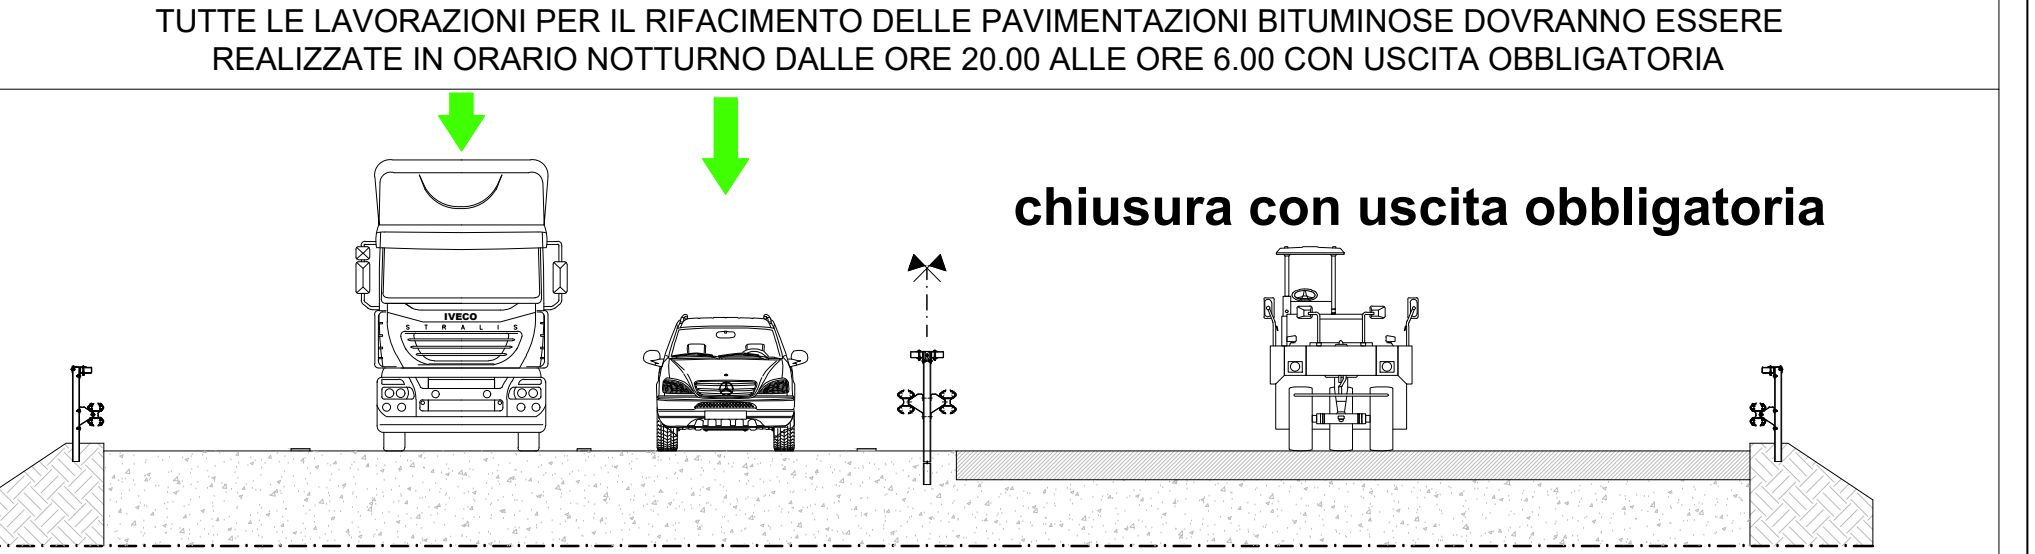 TUTTE LE LAVORAZIONI PER IL RIFACIMENTO DELLE PAVIMENTAZIONI BITUMINOSE DOVRANNO ESSERE
REALIZZATE IN ORARIO NOTTURNO DALLE ORE 20.00 ALLE ORE 6.00 CON USCITA OBBLIGATORIA
chiusura con uscita obbligatoria
IVECO
STRALIS